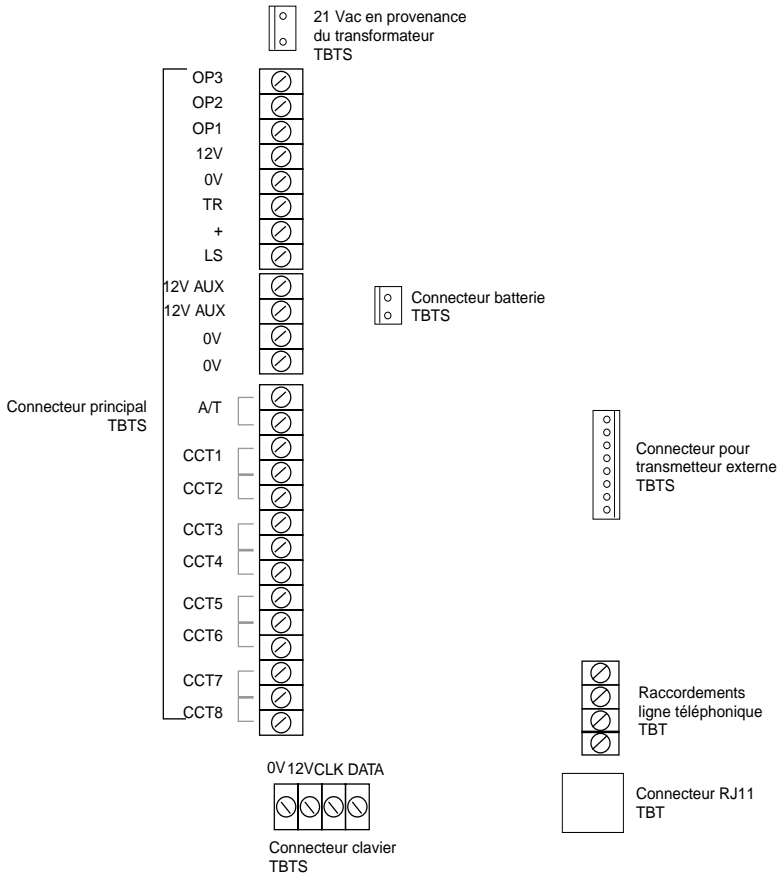 21 Vac en provenance
du transformateur
TBTS
OP3
OP2
OP1
12V
0V
TR
+
LS
12V AUX
12V AUX
0V
0V
Connecteur principal
TBTS
A/T
CCT1
CCT2
CCT3
CCT4
CCT5
CCT6
CCT7
CCT8
Connecteur batterie
TBTS
Connecteur pour
transmetteur externe
TBTS
Raccordements
ligne téléphonique
TBT
0V 12V CLK DATA
Connecteur clavier
TBTS
Connecteur RJ11
TBT